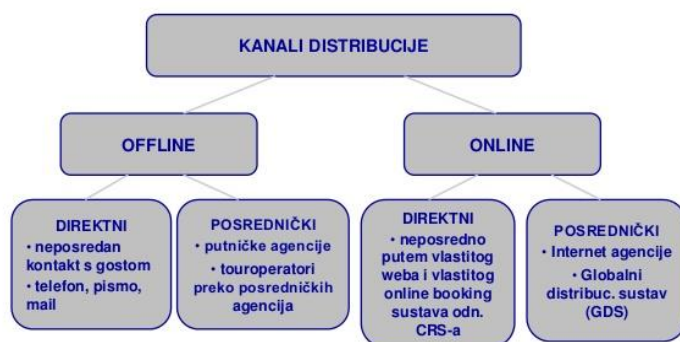 KANALI DISTRIBUCIJE
OFFLINE
ONLINE
DIREKTNI
• neposredan
kontakt s gostom
• telefon, pismo,
mail
POSREDNIČKI
• putničke agencije
• touroperatori
preko posredničkih
agencija
DIREKTNI
• neposredno
putem vlastitog
weba i vlastitog
online booking
sustava odn.
CRS-a
POSREDNIČKI
• Internet agencije
• Globalni
distribuc. sustav
(GDS)